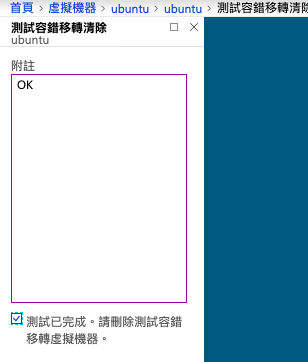 首頁 > 虛擬機器 > ubuntu > ubuntu > 測試容錯移轉清除
測試容錯移轉清除
ubuntu
附註
OK
測試已完成。請刪除測試容錯
移轉虛擬機器。